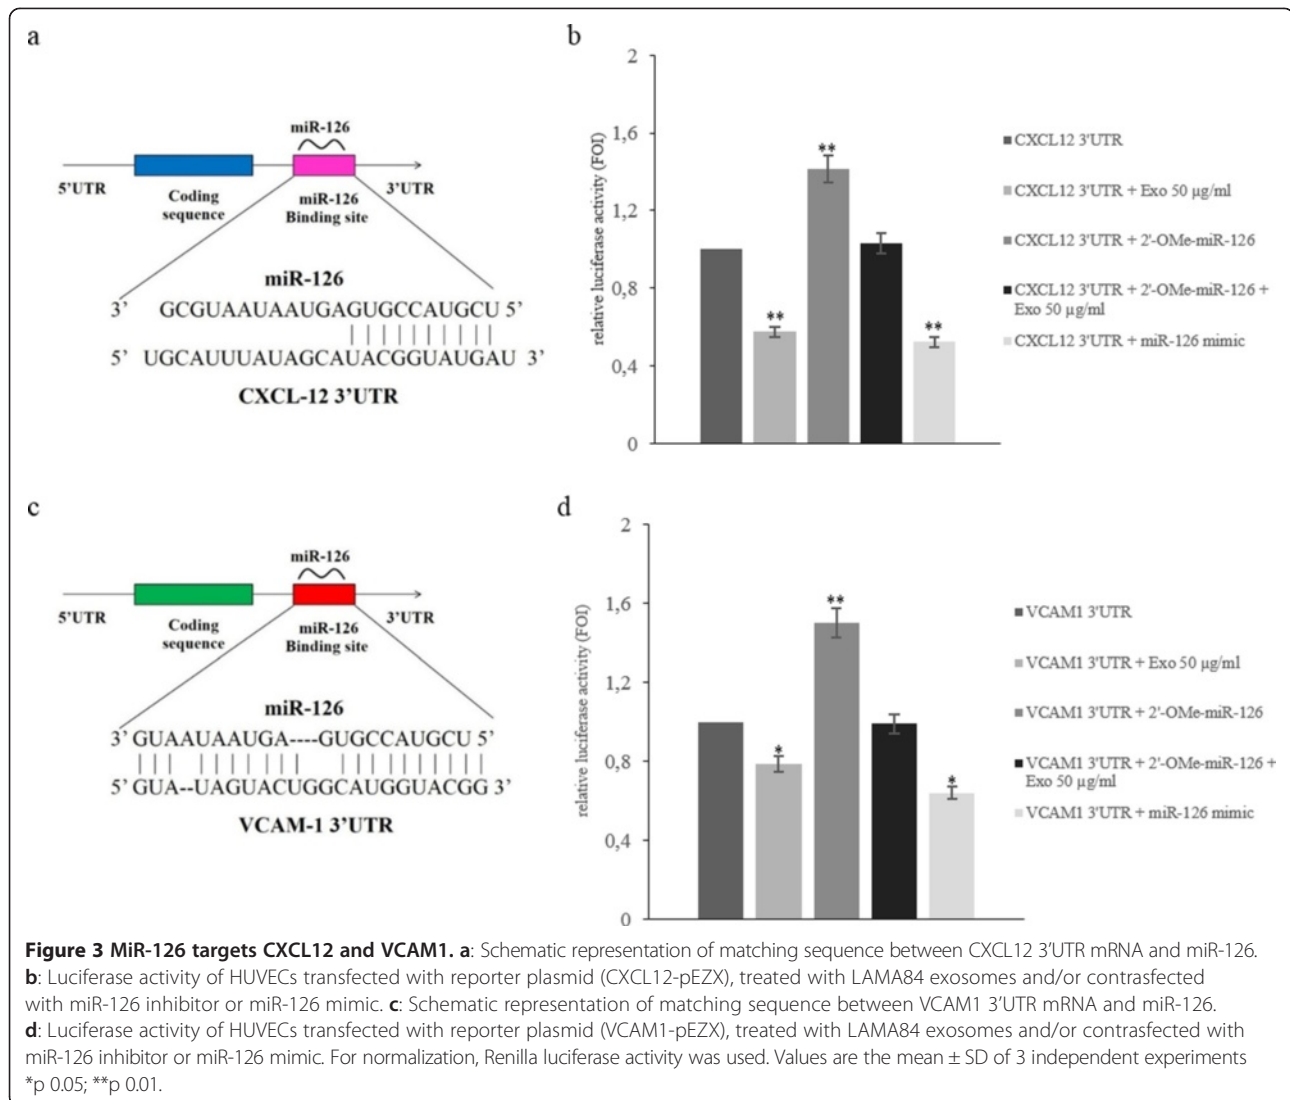 a
miR-126
5'UTR
3'UTR
Coding
sequence
miR-126
Binding site
miR-126
3' GCGUAAUAAUGAGUGCCAUGCU 5'
5' UGCAUUUAUAGCAUACGGUAUGAU 3'
CXCL-12 3'UTR
b
relative luciferase activity (FOI)
2
1,6
1,2
0,8
0,4
0
**
**
**
CXCL12 3'UTR
CXCL12 3'UTR + Exo 50 µg/ml
CXCL12 3'UTR + 2'-OMe-miR-126
CXCL12 3'UTR + 2'-OMe-miR-126 +
Exo 50 µg/ml
CXCL12 3'UTR + miR-126 mimic
c
miR-126
5'UTR
3'UTR
Coding
sequence
miR-126
Binding site
miR-126
3' GUAAUAAUGA----GUGCCAUGCU 5'
5' GUA--UAGUACUGGCAUGGUACGG 3'
VCAM-1 3'UTR
d
relative luciferase activity (FOI)
2
1,6
1,2
0,8
0,4
0
*
**
*
VCAM1 3'UTR
VCAM1 3'UTR + Exo 50 µg/ml
VCAM1 3'UTR + 2'-OMe-miR-126
VCAM1 3'UTR + 2'-OMe-miR-126 +
Exo 50 µg/ml
VCAM1 3'UTR + miR-126 mimic
Figure 3 MiR-126 targets CXCL12 and VCAM1. a: Schematic representation of matching sequence between CXCL12 3'UTR mRNA and miR-126.
b: Luciferase activity of HUVECs transfected with reporter plasmid (CXCL12-pEZX), treated with LAMA84 exosomes and/or contrasfected
with miR-126 inhibitor or miR-126 mimic. c: Schematic representation of matching sequence between VCAM1 3'UTR mRNA and miR-126.
d: Luciferase activity of HUVECs transfected with reporter plasmid (VCAM1-pEZX), treated with LAMA84 exosomes and/or contrasfected with
miR-126 inhibitor or miR-126 mimic. For normalization, Renilla luciferase activity was used. Values are the mean ± SD of 3 independent experiments
*p 0.05; **p 0.01.